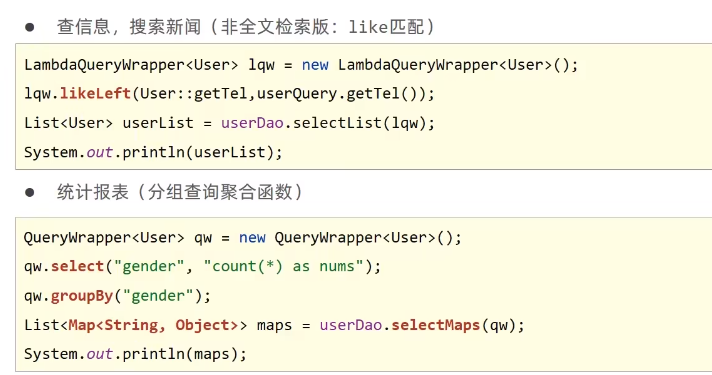 ● 查信息，搜索新闻（非全文检索版：like匹配）
LambdaQueryWrapper<User> lqw = new LambdaQueryWrapper<User>();
lqw.likeLeft(User::getTel,userQuery.getTel());
List<User> userList = userDao.selectList(lqw);
System.out.println(userList);
● 统计报表（分组查询聚合函数）
QueryWrapper<User> qw = new QueryWrapper<User>();
qw.select("gender", "count(*) as nums");
qw.groupBy("gender");
List<Map<String, Object>> maps = userDao.selectMaps(qw);
System.out.println(maps);